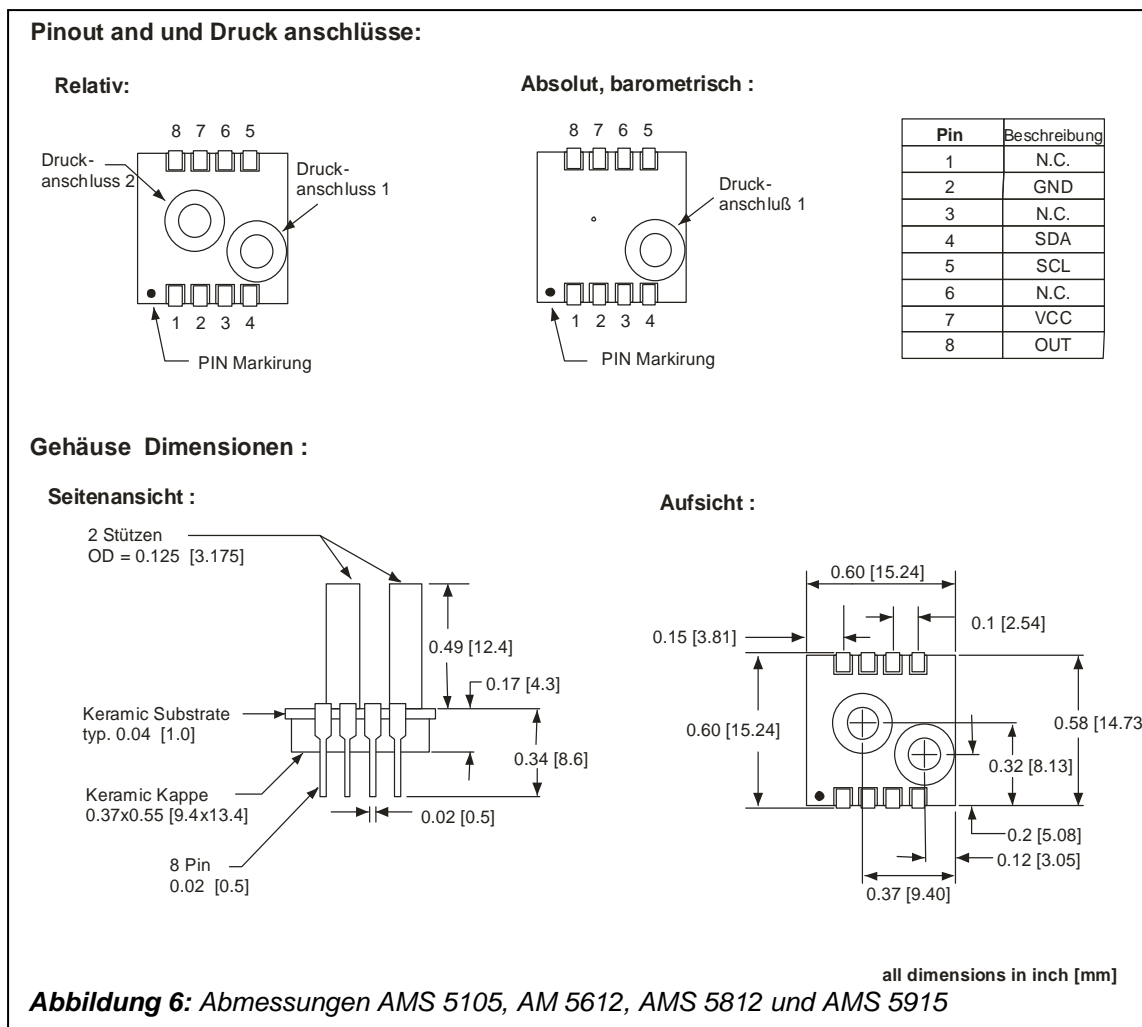 Pinout and und Druck anschlüsse:
Relativ:
Absolut, barometrisch :
8 7 6 5
Druck-
anschluss 2
Druck-
anschluss 1
1 2 3 4
PIN Markirung
8 7 6 5
Druck-
anschluß 1
1 2 3 4
PIN Markirung
Pin Beschreibung
1 N.C.
2 GND
3 N.C.
4 SDA
5 SCL
6 N.C.
7 VCC
8 OUT
Gehäuse Dimensionen :
Seitenansicht :
2 Stützen
OD = 0.125 [3.175]
0.49 [12.4]
0.17 [4.3]
Keramic Substrate
typ. 0.04 [1.0]
0.34 [8.6]
Keramic Kappe
0.37x0.55 [9.4x13.4]
0.02 [0.5]
8 Pin
0.02 [0.5]
Aufsicht :
0.60 [15.24]
0.15 [3.81]
0.1 [2.54]
0.60 [15.24]
0.58 [14.73
0.32 [8.13]
0.2 [5.08]
0.12 [3.05]
0.37 [9.40]
all dimensions in inch [mm]
Abbildung 6: Abmessungen AMS 5105, AM 5612, AMS 5812 und AMS 5915